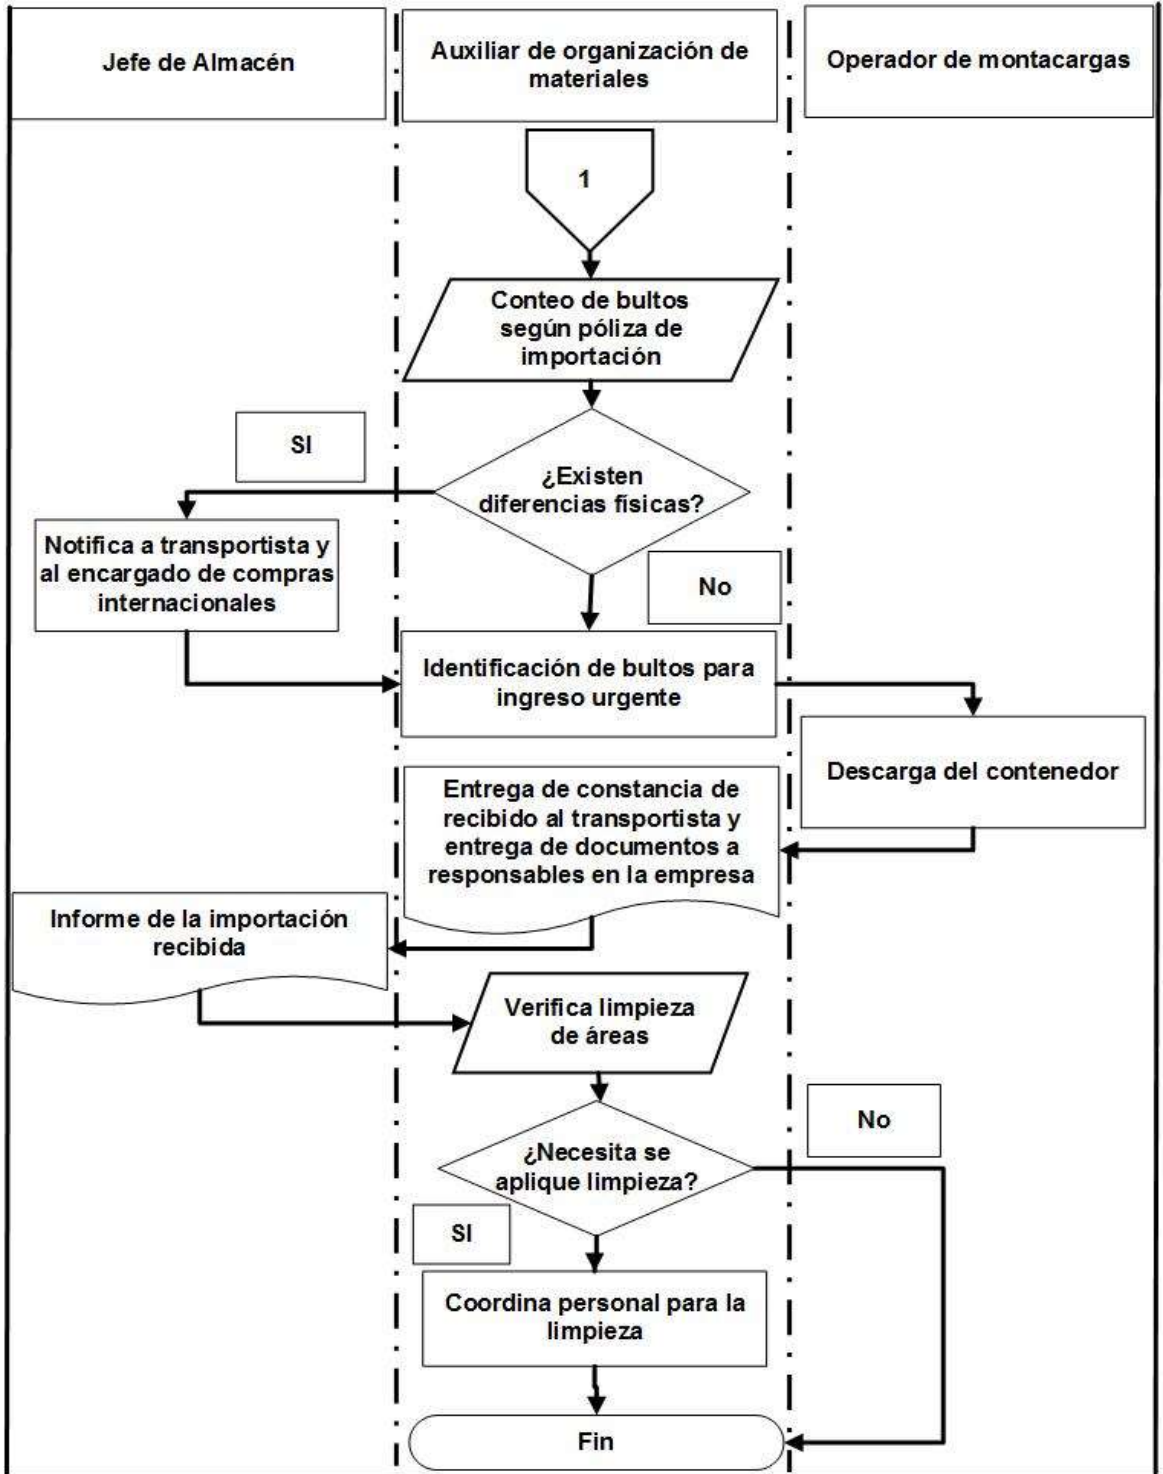 Jefe de Almacén
Auxiliar de organización de
materiales
Operador de montacargas
1
Conteo de bultos
según póliza de
importación
¿Existen
diferencias físicas?
SI
No
Notifica a transportista y
al encargado de compras
internacionales
Identificación de bultos para
ingreso urgente
Descarga del contenedor
Entrega de constancia de
recibido al transportista y
entrega de documentos a
responsables en la empresa
Informe de la importación
recibida
Verifica limpieza
de áreas
¿Necesita se
aplique limpieza?
No
SI
Coordina personal para la
limpieza
Fin